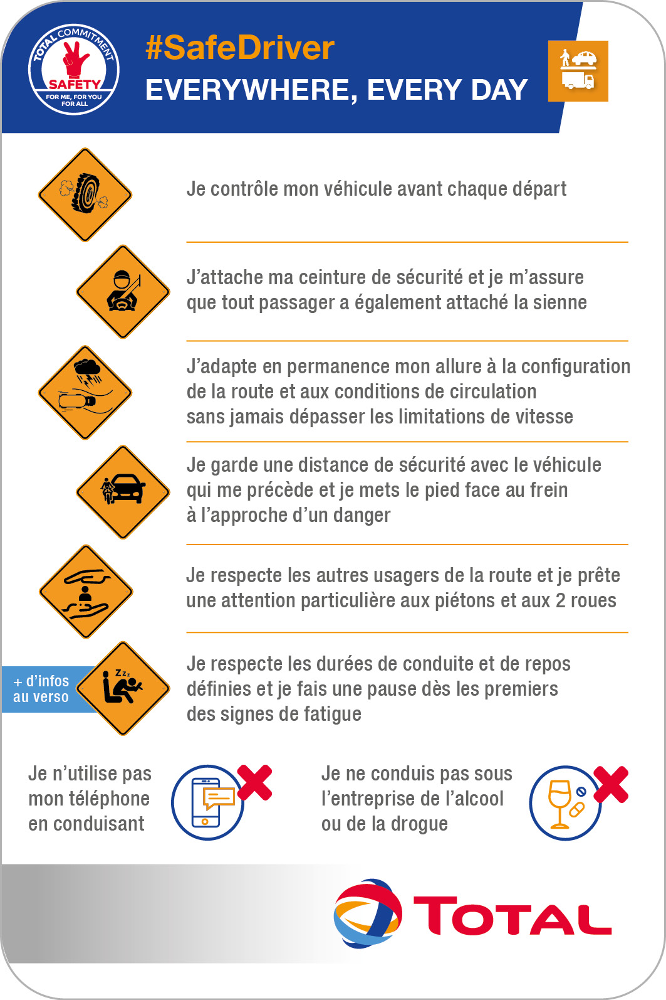 TOTAL COMMITMENT
SAFETY
FOR ME, FOR YOU
FOR ALL
#SafeDriver
EVERYWHERE, EVERY DAY
Je contrôle mon véhicule avant chaque départ
J’attache ma ceinture de sécurité et je m’assure
que tout passager a également attaché la sienne
J’adapte en permanence mon allure à la configuration
de la route et aux conditions de circulation
sans jamais dépasser les limitations de vitesse
Je garde une distance de sécurité avec le véhicule
qui me précède et je mets le pied face au frein
à l’approche d’un danger
Je respecte les autres usagers de la route et je prête
une attention particulière aux piétons et aux 2 roues
+ d’infos
au verso
ZZZ
Je respecte les durées de conduite et de repos
définies et je fais une pause dès les premiers
des signes de fatigue
Je n’utilise pas
mon téléphone
en conduisant
Je ne conduis pas sous
l’entreprise de l’alcool
ou de la drogue
TOTAL